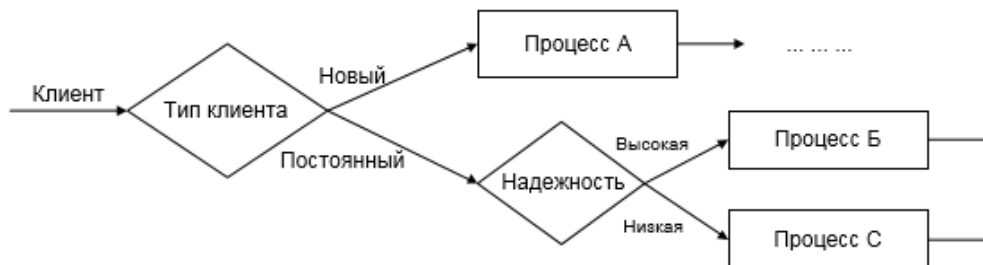 Процесс А
... ... ...
Новый
Клиент
Тип клиента
Постоянный
Высокая
Процесс Б
Надежность
Низкая
Процесс С